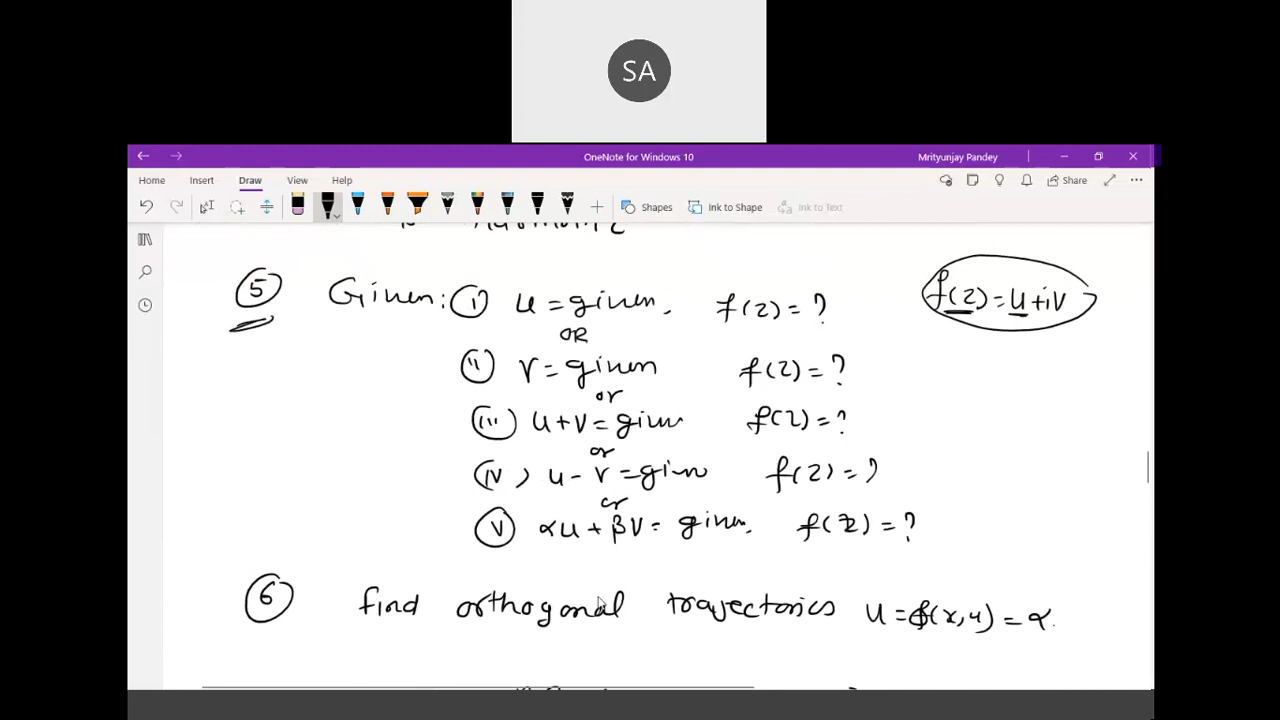 SA
OneNote for Windows 10
Mrityunjay Pandey
Home Insert Draw View Help
Share
Shapes Ink to Shape Ink to Text
5 Given: (i) u = given, f(z) = ? f(z) = u + iv
OR
(ii) v = given f(z) = ?
or
(iii) u + v = given f(z) = ?
or
(iv) u - v = given f(z) = ?
or
(v) αu + βv = given, f(z) = ?
6 find orthogonal trajectories u = f(x,y) = α.